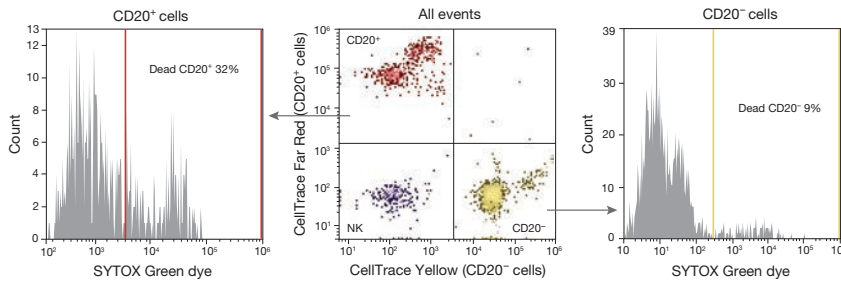 CD20⁺ cells
13
12
10
8
6
4
2
0
Count
Dead CD20⁺ 32%
10² 10³ 10⁴ 10⁵ 10⁶
SYTOX Green dye
All events
CellTrace Far Red (CD20⁺ cells)
10⁶
10⁵
10⁴
10³
10²
10¹
CD20⁺
NK
CD20⁻
10¹ 10² 10³ 10⁴ 10⁵ 10⁶
CellTrace Yellow (CD20⁻ cells)
CD20⁻ cells
39
30
20
10
0
Count
Dead CD20⁻ 9%
10 10¹ 10² 10³ 10⁴ 10⁵ 10
SYTOX Green dye